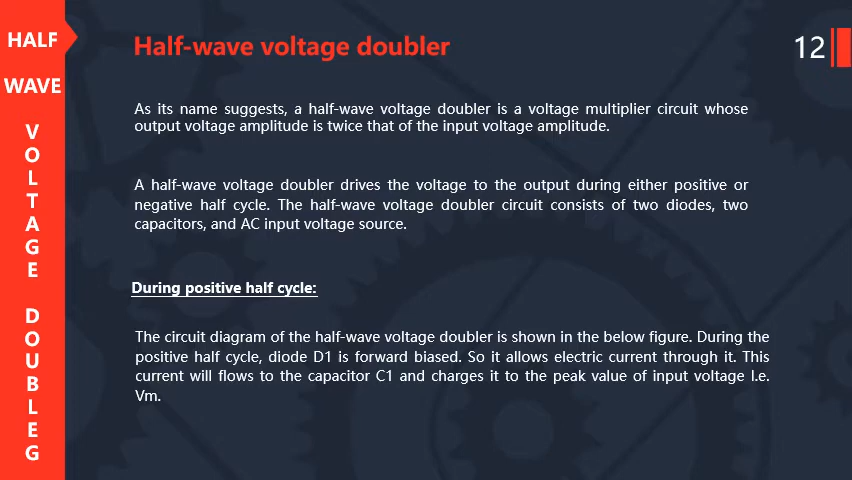 HALF
WAVE
V
O
L
T
A
G
E
D
O
U
B
L
E
G
Half-wave voltage doubler
12
As its name suggests, a half-wave voltage doubler is a voltage multiplier circuit whose
output voltage amplitude is twice that of the input voltage amplitude.
A half-wave voltage doubler drives the voltage to the output during either positive or
negative half cycle. The half-wave voltage doubler circuit consists of two diodes, two
capacitors, and AC input voltage source.
During positive half cycle:
The circuit diagram of the half-wave voltage doubler is shown in the below figure. During the
positive half cycle, diode D1 is forward biased. So it allows electric current through it. This
current will flows to the capacitor C1 and charges it to the peak value of input voltage I.e.
Vm.